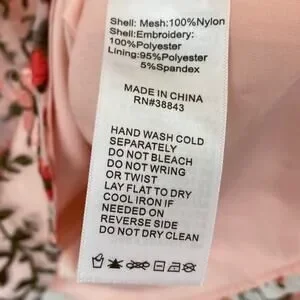 Shell: Mesh:100%Nylon
Shell:Embroidery:
100%Polyester
Lining:95%Polyester
5%Spandex
MADE IN CHINA
RN#38843
HAND WASH COLD
SEPARATELY
DO NOT BLEACH
DO NOT WRING
OR TWIST
LAY FLAT TO DRY
COOL IRON IF
NEEDED ON
REVERSE SIDE
DO NOT DRY CLEAN